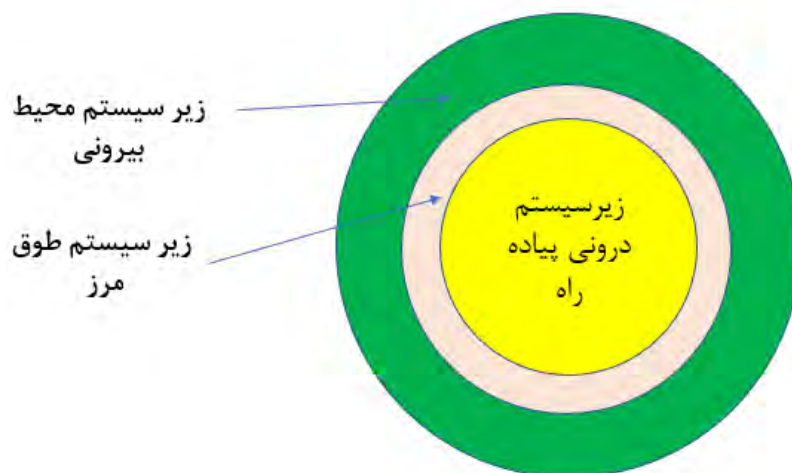 زیر سیستم محیط
بیرونی
زیر سیستم طوق
مرز
زیرسیستم
درونی پیاده
راه